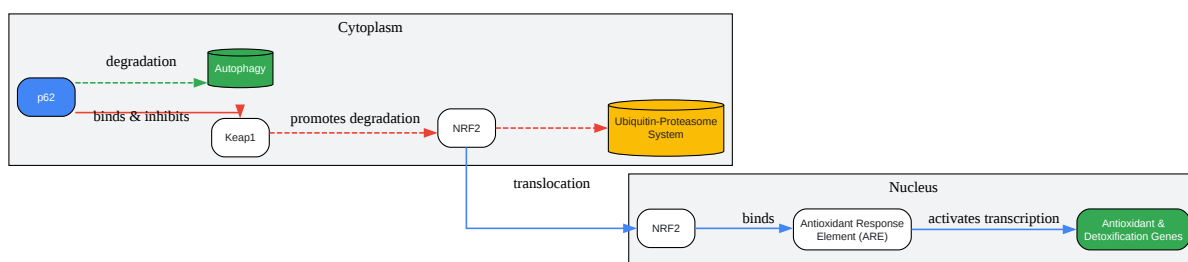 Cytoplasm
degradation
Autophagy
p62
binds & inhibits
Keap1
promotes degradation
NRF2
Ubiquitin-Proteasome
System
translocation
Nucleus
NRF2
binds
Antioxidant Response
Element (ARE)
activates transcription
Antioxidant &
Detoxification Genes